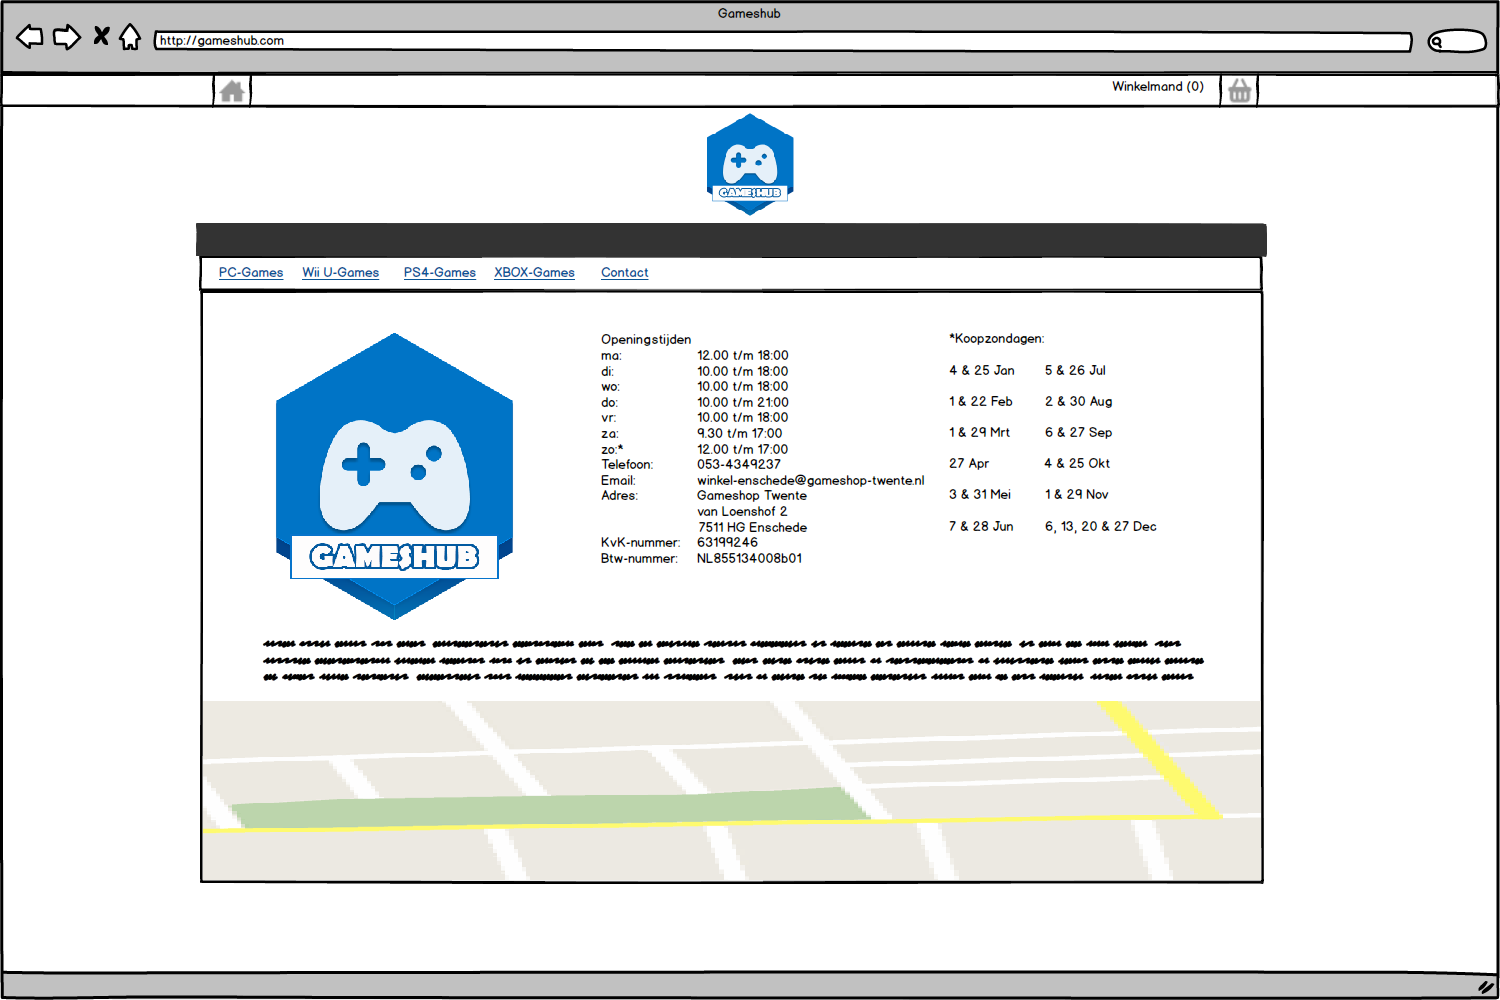 Gameshub
http://gameshub.com
Winkelmand (0)
GAMESHUB
PC-Games Wii U-Games PS4-Games XBOX-Games Contact
GAMESHUB
Openingstijden
ma: 12.00 t/m 18:00
di: 10.00 t/m 18:00
wo: 10.00 t/m 18:00
do: 10.00 t/m 21:00
vr: 10.00 t/m 18:00
za: 9.30 t/m 17:00
zo:* 12.00 t/m 17:00
Telefoon: 053-4349237
Email: winkel-enschede@gameshop-twente.nl
Adres: Gameshop Twente
van Loenshof 2
7511 HG Enschede
KvK-nummer: 63199246
Btw-nummer: NL855134008b01
*Koopzondagen:
4 & 25 Jan 5 & 26 Jul
1 & 22 Feb 2 & 30 Aug
1 & 29 Mrt 6 & 27 Sep
27 Apr 4 & 25 Okt
3 & 31 Mei 1 & 29 Nov
7 & 28 Jun 6, 13, 20 & 27 Dec